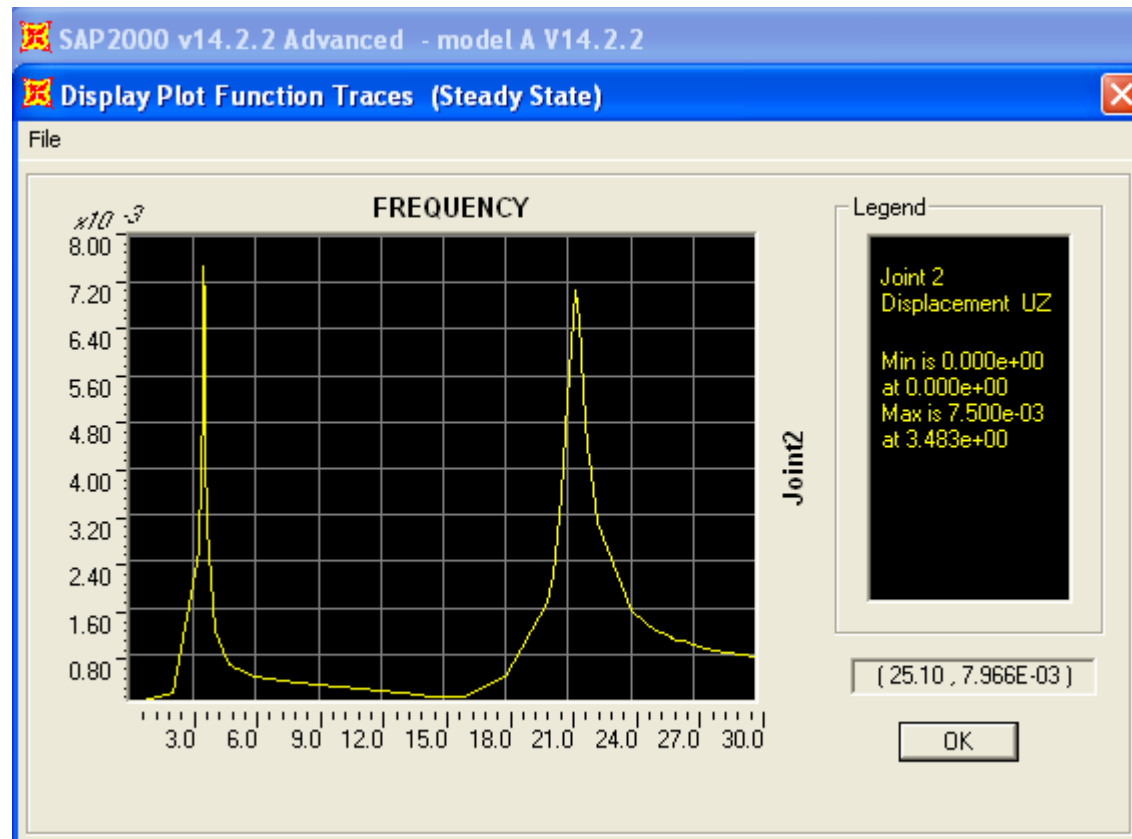 SAP2000 v14.2.2 Advanced - model A V14.2.2
Display Plot Function Traces (Steady State)
File
FREQUENCY
x10 -3
8.00
7.20
6.40
5.60
4.80
4.00
3.20
2.40
1.60
0.80
3.0 6.0 9.0 12.0 15.0 18.0 21.0 24.0 27.0 30.0
Joint2
Legend
Joint 2
Displacement UZ
Min is 0.000e+00
at 0.000e+00
Max is 7.500e-03
at 3.483e+00
( 25.10 , 7.966E-03 )
OK